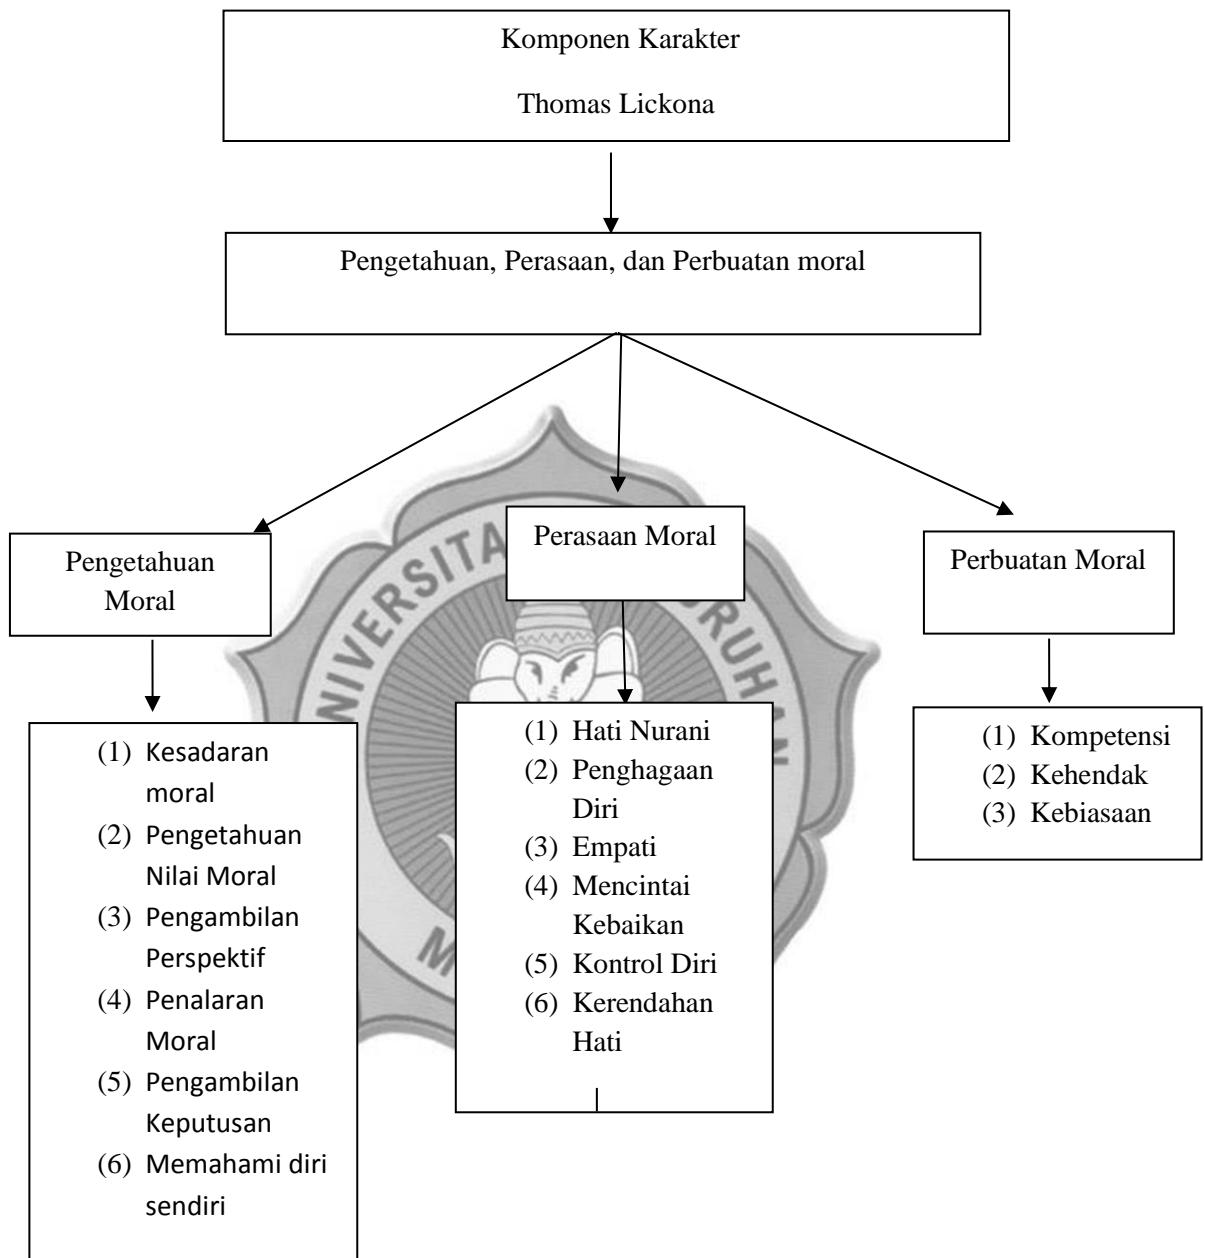 Komponen Karakter
Thomas Lickona
Pengetahuan, Perasaan, dan Perbuatan moral
Pengetahuan
Moral
Perasaan Moral
Perbuatan Moral
(1) Kesadaran
moral
(2) Pengetahuan
Nilai Moral
(3) Pengambilan
Perspektif
(4) Penalaran
Moral
(5) Pengambilan
Keputusan
(6) Memahami diri
sendiri
(1) Hati Nurani
(2) Penghagaan
Diri
(3) Empati
(4) Mencintai
Kebaikan
(5) Kontrol Diri
(6) Kerendahan
Hati
(1) Kompetensi
(2) Kehendak
(3) Kebiasaan